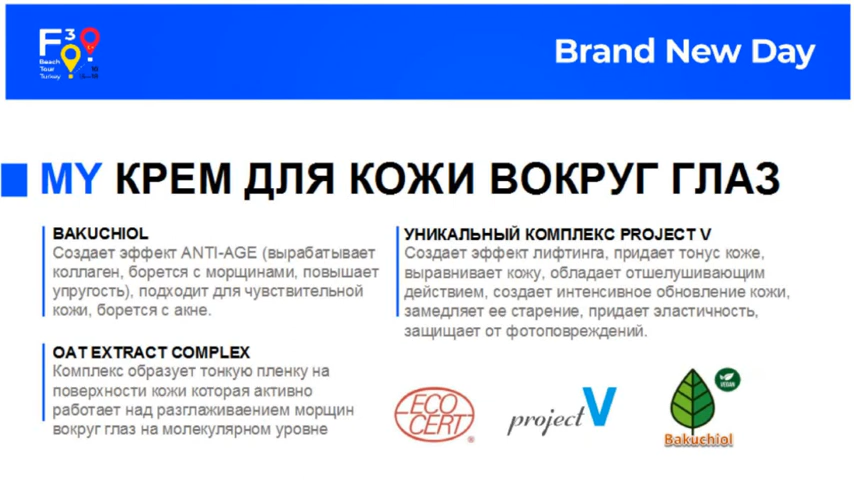 F3
Beach
Tour
Turkey
Brand New Day
MY КРЕМ ДЛЯ КОЖИ ВОКРУГ ГЛАЗ
BAKUCHIOL
Создает эффект ANTI-AGE (вырабатывает
коллаген, борется с морщинами, повышает
упругость), подходит для чувствительной
кожи, борется с акне.
OAT EXTRACT COMPLEX
Комплекс образует тонкую пленку на
поверхности кожи которая активно
работает над разглаживаением морщин
вокруг глаз на молекулярном уровне
УНИКАЛЬНЫЙ КОМПЛЕКС PROJECT V
Создает эффект лифтинга, придает тонус коже,
выравнивает кожу, обладает отшелушивающим
действием, создает интенсивное обновление кожи,
замедляет ее старение, придает эластичность,
защищает от фотоповреждений.
ECO
CERT®
project V
VEGAN
Bakuchiol